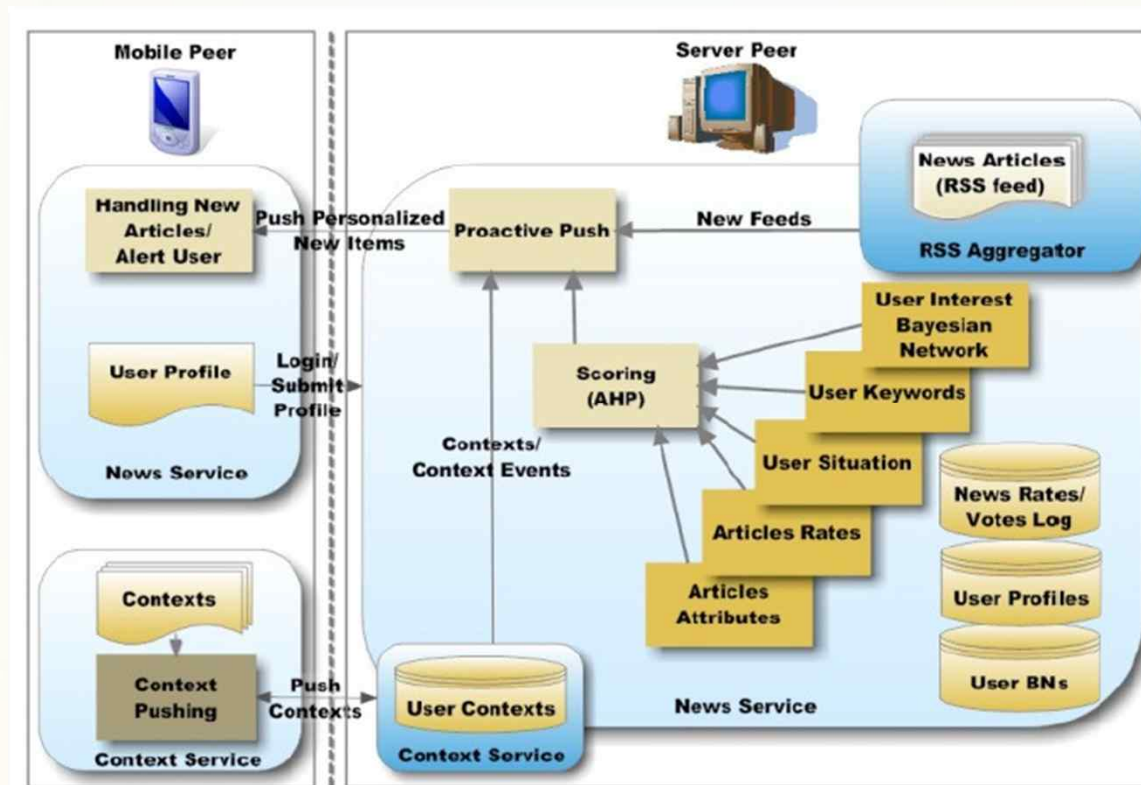 Mobile Peer
Server Peer
News Articles
(RSS feed)
RSS Aggregator
Handling New
Articles/
Alert User
Push Personalized
New Items
Proactive Push
New Feeds
User Interest
Bayesian
Network
User Profile
Login/
Submit
Profile
News Service
Scoring
(AHP)
User Keywords
Contexts/
Context Events
User Situation
News Rates/
Votes Log
Articles Rates
Articles
Attributes
User Profiles
User BNs
Contexts
Context
Pushing
Push
Contexts
Context Service
User Contexts
Context Service
News Service